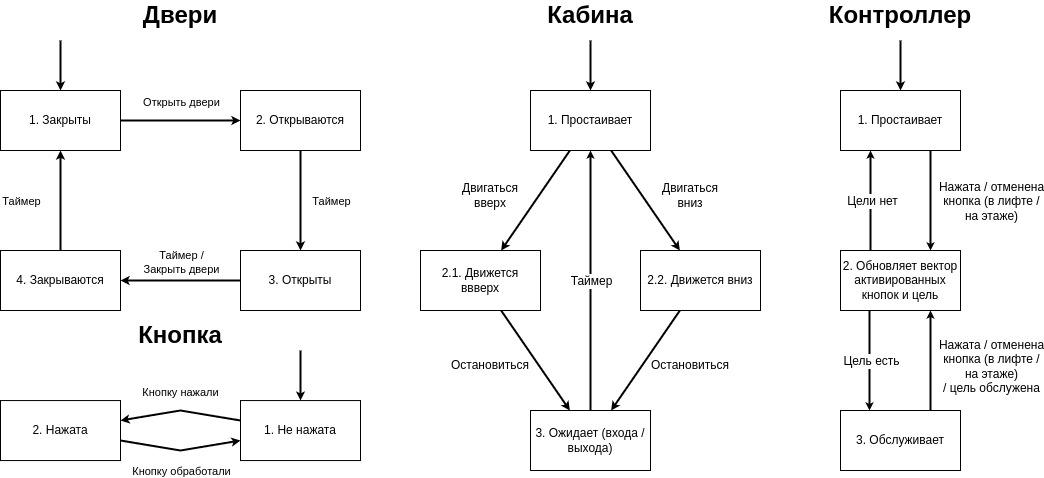 Двери
Открыть двери
1. Закрыты
2. Открываются
Таймер
Таймер
Таймер /
Закрыть двери
4. Закрываются
3. Открыты
Кнопка
Кнопку нажали
2. Нажата
1. Не нажата
Кнопку обработали
Кабина
1. Простаивает
Двигаться
вверх
Двигаться
вниз
2.1. Движется
ввверх
Таймер
2.2. Движется вниз
Остановиться
Остановиться
3. Ожидает (входа /
выхода)
Контроллер
1. Простаивает
Цели нет
Нажата / отменена
кнопка (в лифте /
на этаже)
2. Обновляет вектор
активированных
кнопок и цель
Цель есть
Нажата / отменена
кнопка (в лифте /
на этаже)
/ цель обслужена
3. Обслуживает